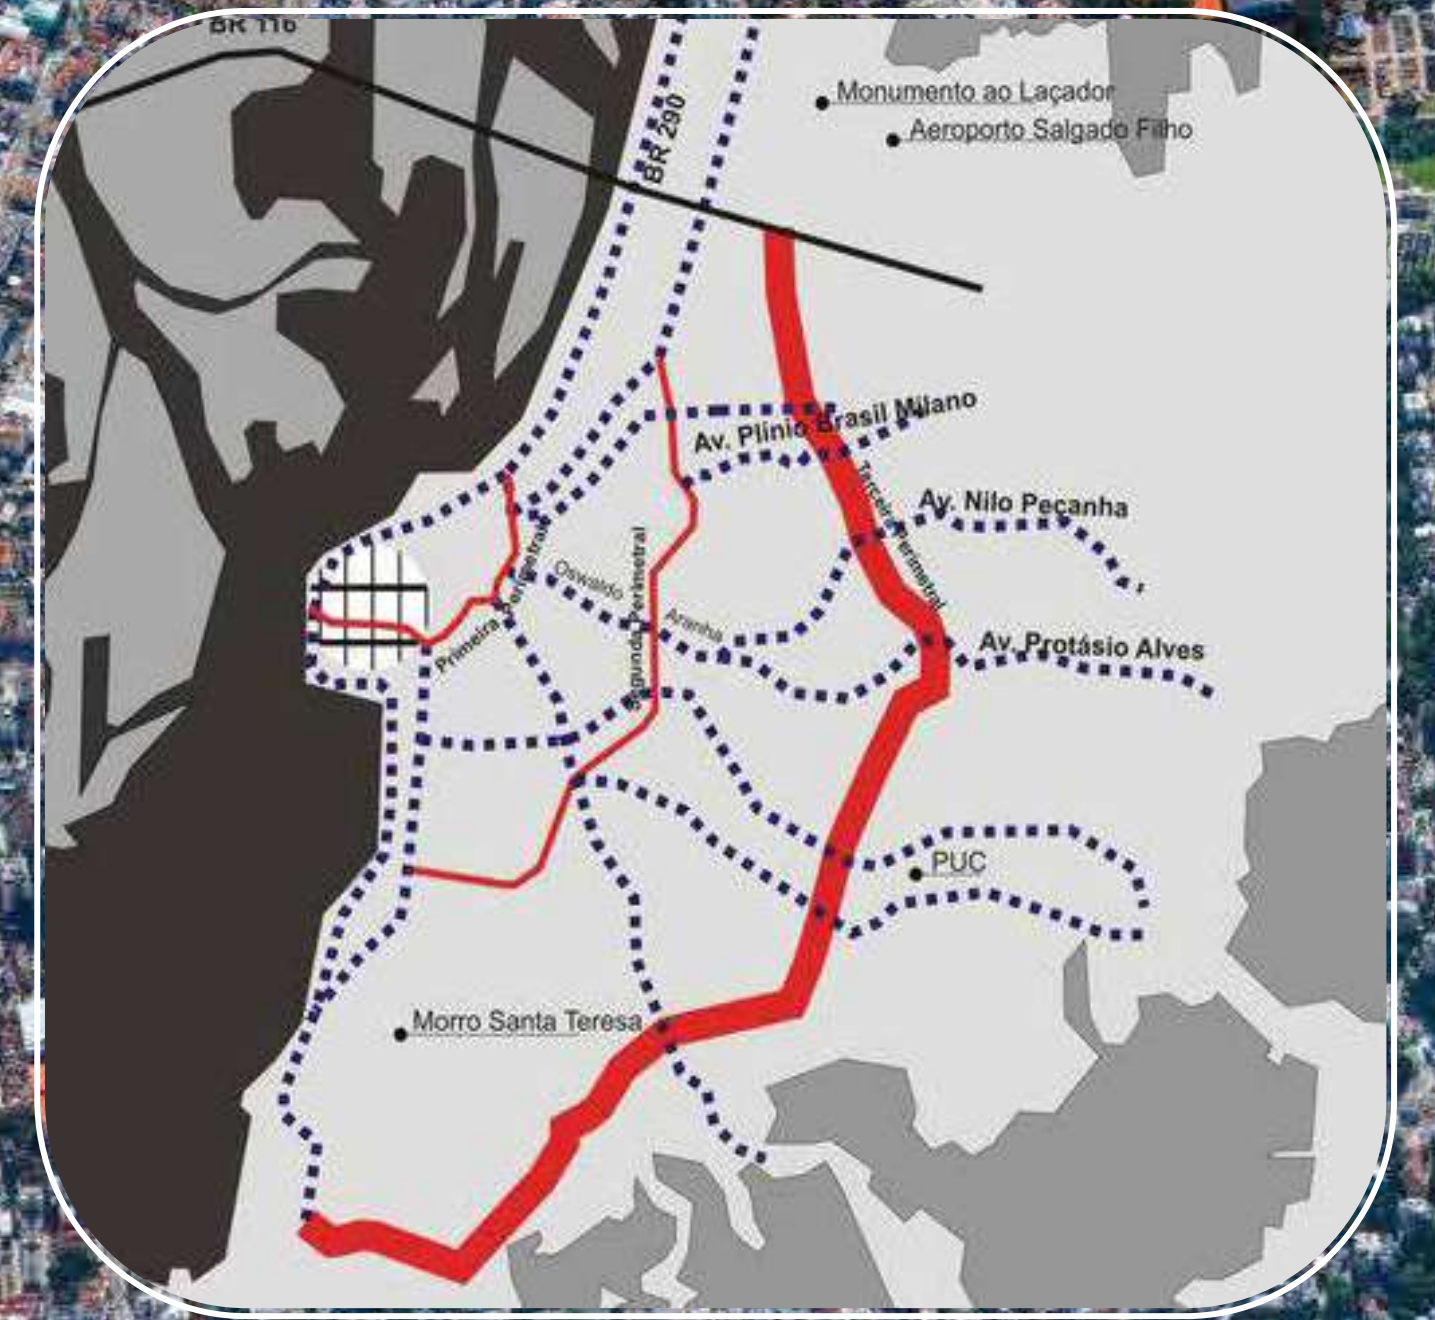 BR 116
Monumento ao Laçador
BR 290
Aeroporto Salgado Filho
Av. Plínio Brasil Milano
Terceira Perimetral
Av. Nilo Peçanha
Primeira Perimetral
Oswaldo
Segunda Perimetral
Aranha
Av. Protásio Alves
PUC
Morro Santa Teresa